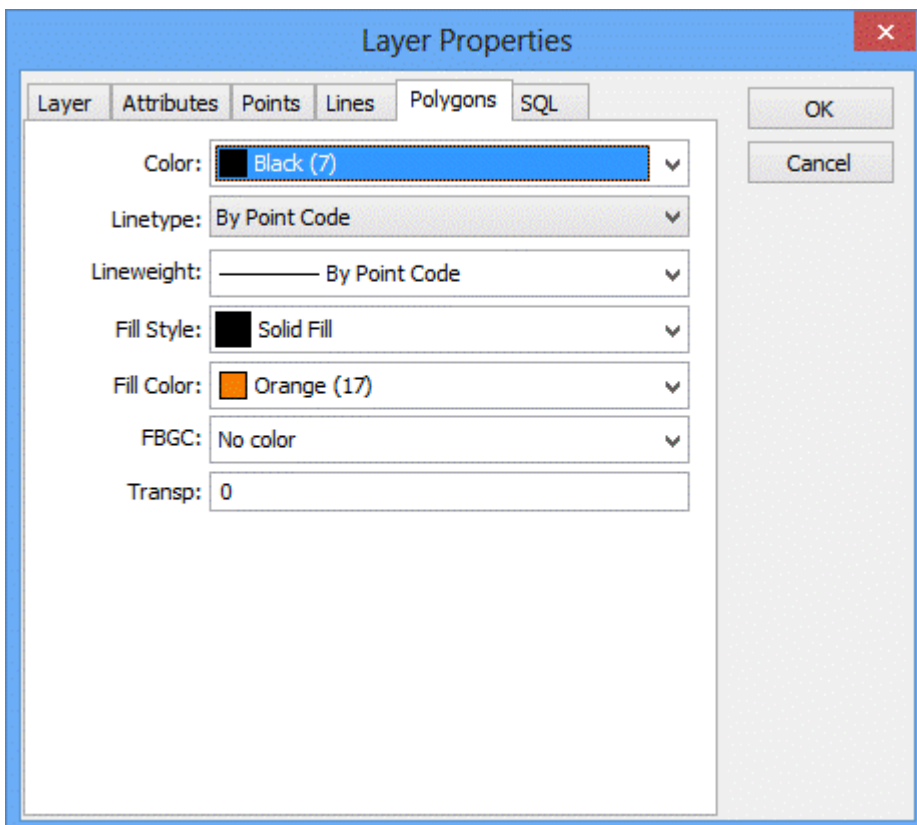 Layer Properties
Layer Attributes Points Lines Polygons SQL
OK
Cancel
Color: Black (7)
Linetype: By Point Code
Lineweight: By Point Code
Fill Style: Solid Fill
Fill Color: Orange (17)
FBGC: No color
Transp: 0